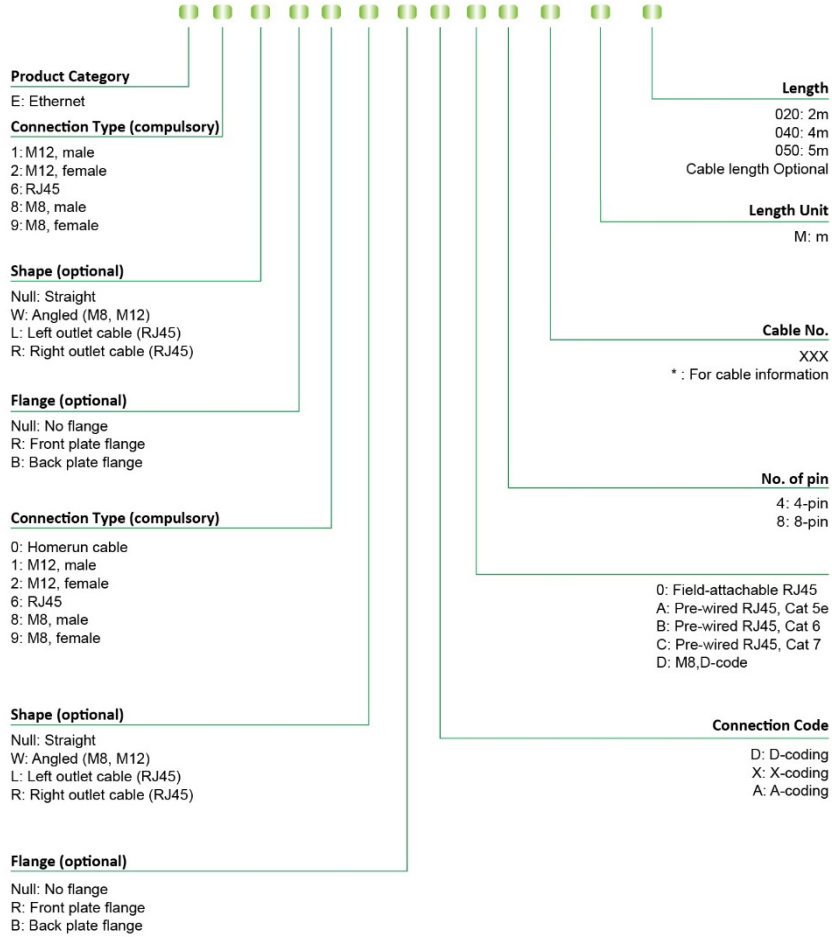 Product Category
E: Ethernet
Connection Type (compulsory)
1: M12, male
2: M12, female
6: RJ45
8: M8, male
9: M8, female
Shape (optional)
Null: Straight
W: Angled (M8, M12)
L: Left outlet cable (RJ45)
R: Right outlet cable (RJ45)
Flange (optional)
Null: No flange
R: Front plate flange
B: Back plate flange
Connection Type (compulsory)
0: Homerun cable
1: M12, male
2: M12, female
6: RJ45
8: M8, male
9: M8, female
Shape (optional)
Null: Straight
W: Angled (M8, M12)
L: Left outlet cable (RJ45)
R: Right outlet cable (RJ45)
Flange (optional)
Null: No flange
R: Front plate flange
B: Back plate flange
Length
020: 2m
040: 4m
050: 5m
Cable length Optional
Length Unit
M: m
Cable No.
XXX
* : For cable information
No. of pin
4: 4-pin
8: 8-pin
0: Field-attachable RJ45
A: Pre-wired RJ45, Cat 5e
B: Pre-wired RJ45, Cat 6
C: Pre-wired RJ45, Cat 7
D: M8,D-code
Connection Code
D: D-coding
X: X-coding
A: A-coding